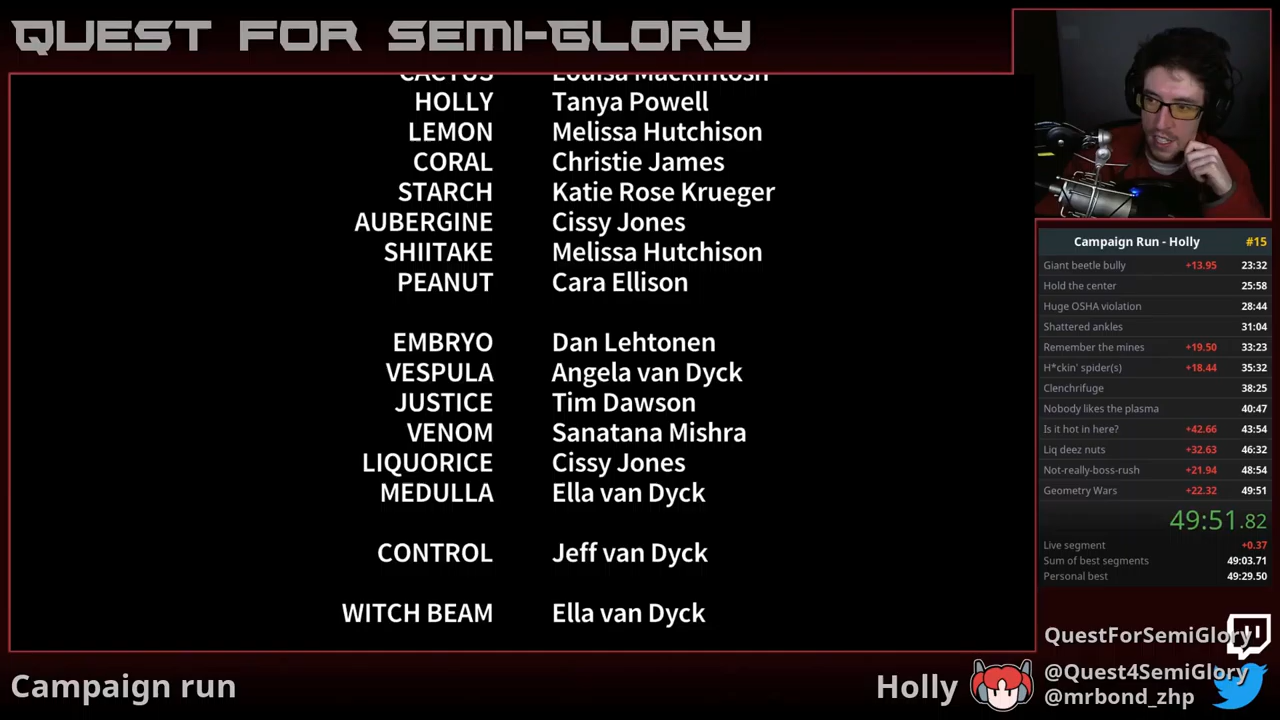 QUEST FOR SEMI-GLORY
CACTUS Louisa Mackintosh
HOLLY Tanya Powell
LEMON Melissa Hutchison
CORAL Christie James
STARCH Katie Rose Krueger
AUBERGINE Cissy Jones
SHIITAKE Melissa Hutchison
PEANUT Cara Ellison
EMBRYO Dan Lehtonen
VESPULA Angela van Dyck
JUSTICE Tim Dawson
VENOM Sanatana Mishra
LIQUORICE Cissy Jones
MEDULLA Ella van Dyck
CONTROL Jeff van Dyck
WITCH BEAM Ella van Dyck
Campaign Run - Holly #15
Giant beetle bully +13.95 23:32
Hold the center 25:58
Huge OSHA violation 28:44
Shattered ankles 31:04
Remember the mines +19.50 33:23
H*ckin' spider(s) +18.44 35:32
Clenchrifuge 38:25
Nobody likes the plasma 40:47
Is it hot in here? +42.66 43:54
Liq deez nuts +32.63 46:32
Not-really-boss-rush +21.94 48:54
Geometry Wars +22.32 49:51
49:51.82
Live segment +0.37
Sum of best segments 49:03.71
Personal best 49:29.50
QuestForSemiGlory
@Quest4SemiGlory
@mrbond_zhp
Campaign run
Holly